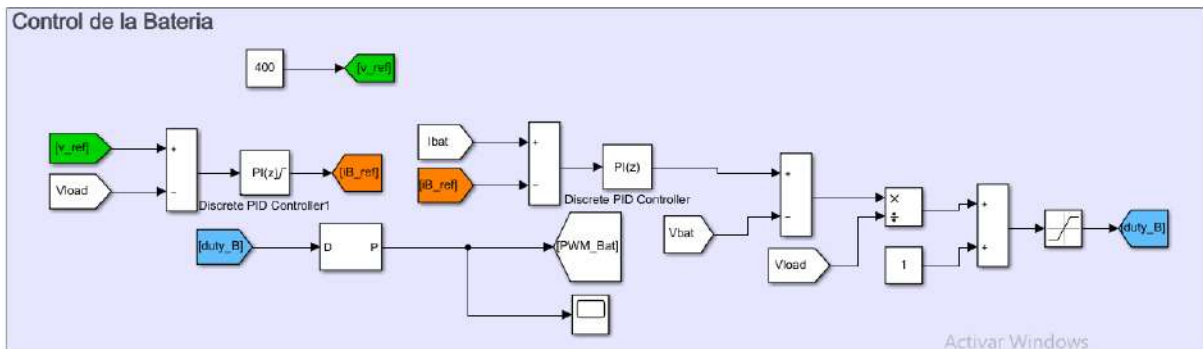 Control de la Bateria
400
[v_ref]
[v_ref]
+
−
Vload
PI(z)
[iB_ref]
Discrete PID Controller1
Ibat
[iB_ref]
+
−
PI(z)
Discrete PID Controller
+
−
Vbat
×
÷
Vload
1
+
+
[duty_B]
[duty_B]
D P
[PWM_Bat]
Activar Windows